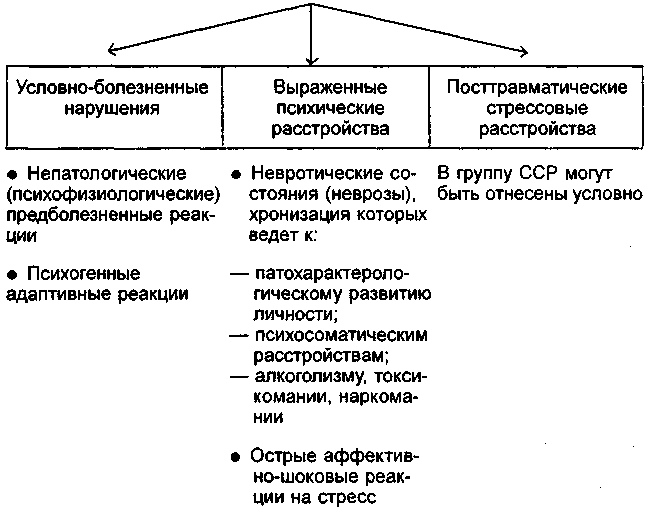 Условно-болезненные
нарушения
Выраженные
психические
расстройства
Посттравматические
стрессовые
расстройства
● Непатологические
(психофизиологические)
предболезненные реак-
ции
● Психогенные
адаптивные реакции
● Невротические со-
стояния (неврозы),
хронизация которых
ведет к:
— патохарактероло-
гическому развитию
личности;
— психосоматическим
расстройствам;
— алкоголизму, токси-
комании, наркома-
нии
● Острые аффектив-
но-шоковые реак-
ции на стресс
В группу ССР могут
быть отнесены условно